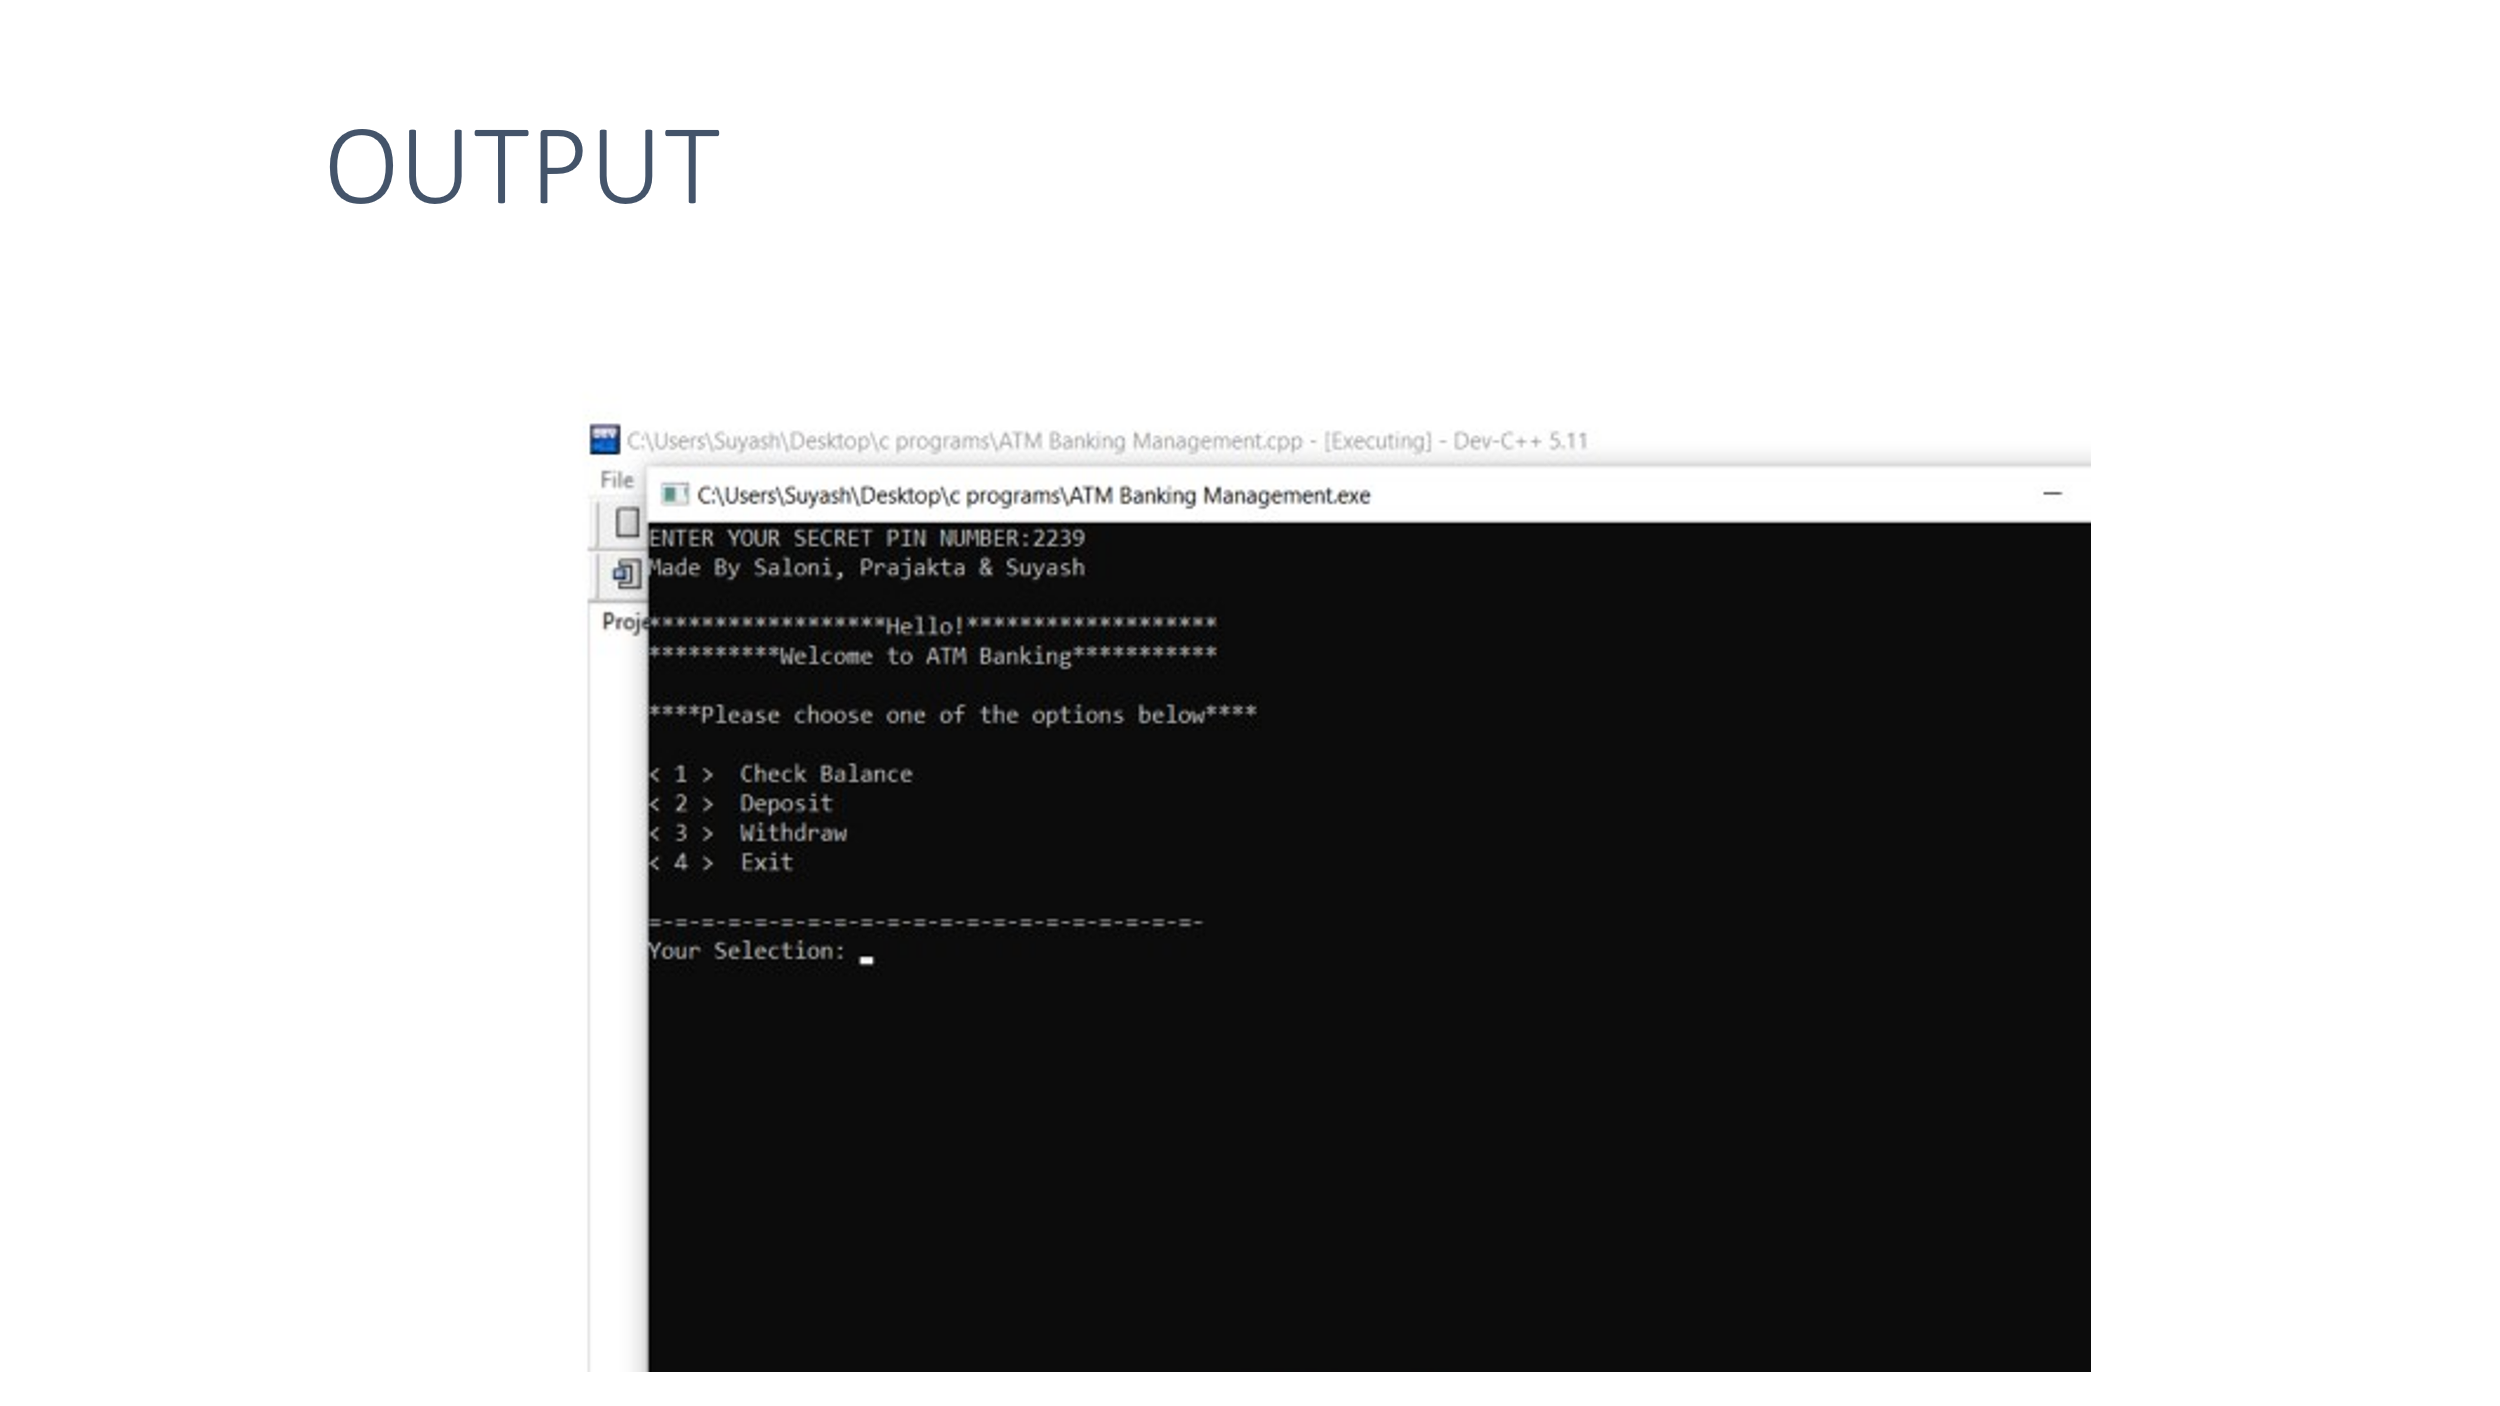 OUTPUT
C:\Users\Suyash\Desktop\c programs\ATM Banking Management.cpp - [Executing] - Dev-C++ 5.11
File
C:\Users\Suyash\Desktop\c programs\ATM Banking Management.exe
ENTER YOUR SECRET PIN NUMBER:2239
Made By Saloni, Prajakta & Suyash
Proje
******************Hello!*******************
**********Welcome to ATM Banking***********
****Please choose one of the options below****
< 1 >  Check Balance
< 2 >  Deposit
< 3 >  Withdraw
< 4 >  Exit
=-=-=-=-=-=-=-=-=-=-=-=-=-=-=-=-=-=-=-=-=-
Your Selection: